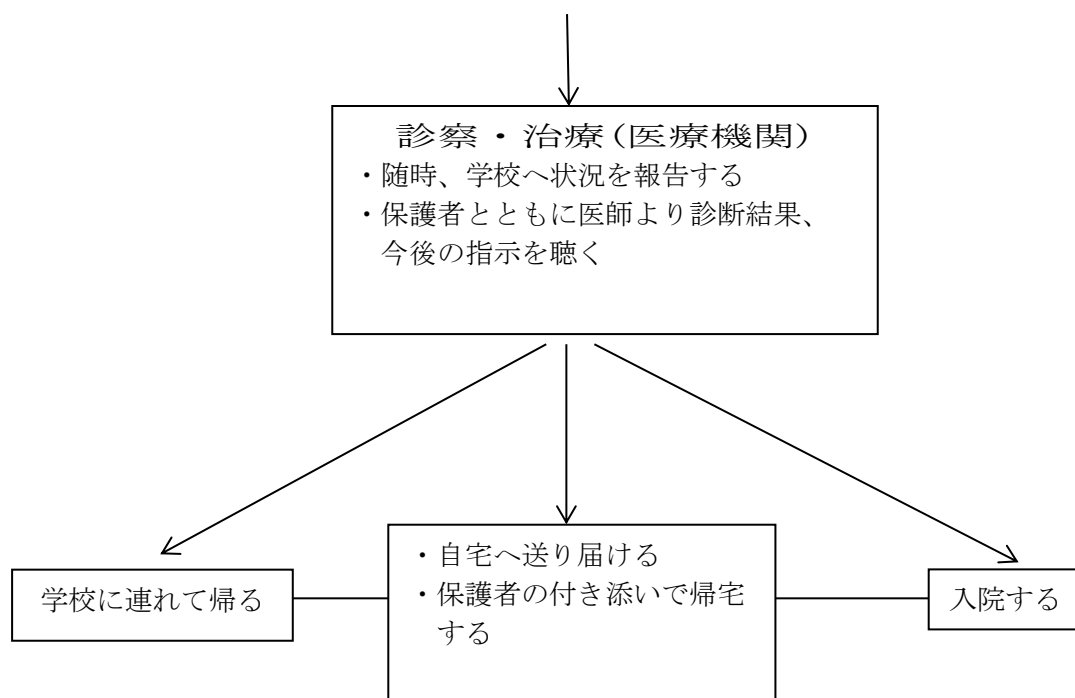 診察・治療(医療機関)
・随時、学校へ状況を報告する
・保護者とともに医師より診断結果、
今後の指示を聴く
学校に連れて帰る
・自宅へ送り届ける
・保護者の付き添いで帰宅
する
入院する